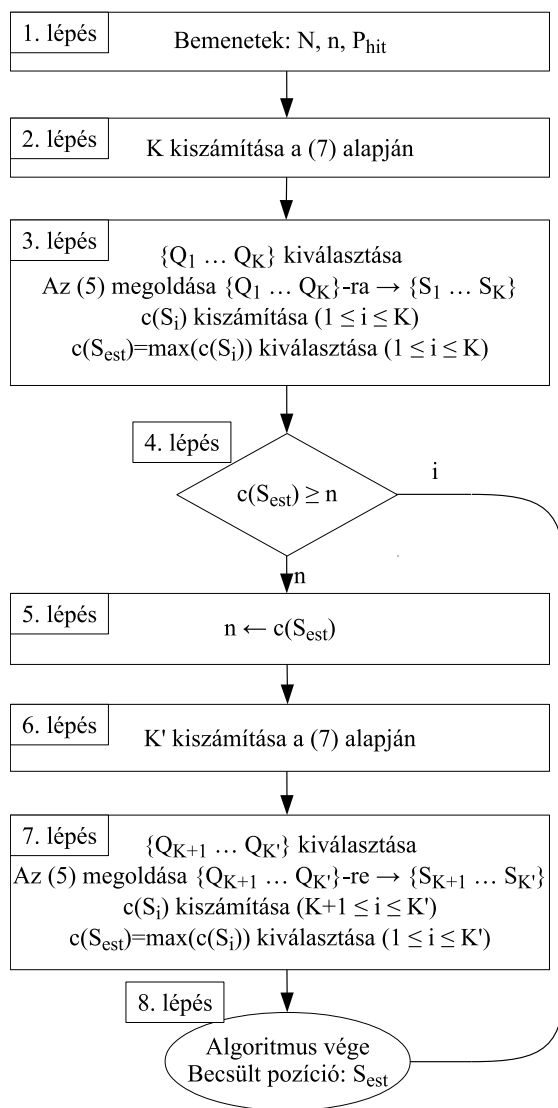 1. lépés
Bemenetek: N, n, P_hit
2. lépés
K kiszámítása a (7) alapján
3. lépés
{Q_1 … Q_K} kiválasztása
Az (5) megoldása {Q_1 … Q_K}-ra → {S_1 … S_K}
c(S_i) kiszámítása (1 ≤ i ≤ K)
c(S_est)=max(c(S_i)) kiválasztása (1 ≤ i ≤ K)
4. lépés
c(S_est) ≥ n
i
n
5. lépés
n ← c(S_est)
6. lépés
K' kiszámítása a (7) alapján
7. lépés
{Q_K+1 … Q_K'} kiválasztása
Az (5) megoldása {Q_K+1 … Q_K'}-re → {S_K+1 … S_K'}
c(S_i) kiszámítása (K+1 ≤ i ≤ K')
c(S_est)=max(c(S_i)) kiválasztása (1 ≤ i ≤ K')
8. lépés
Algoritmus vége
Becsült pozíció: S_est